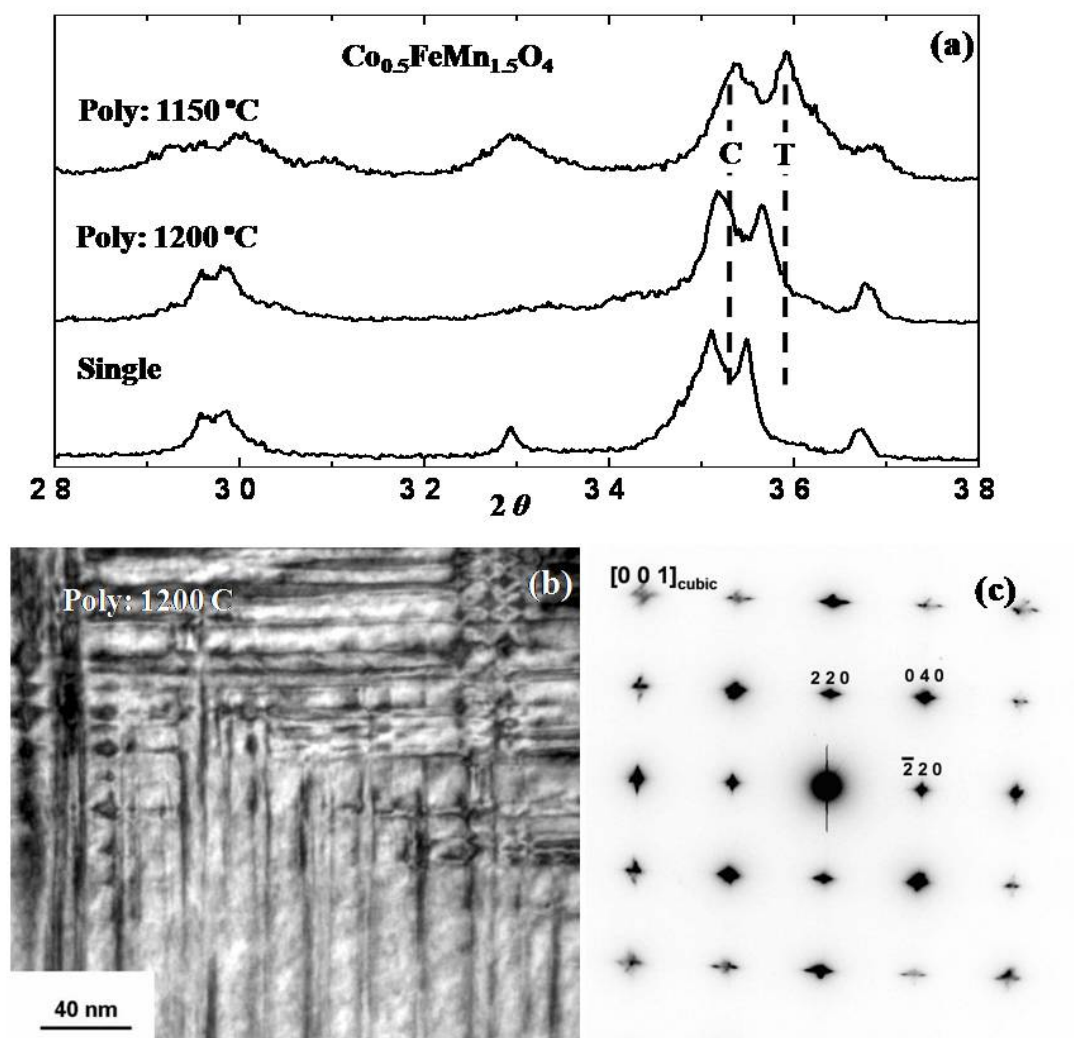 (a)
Co0.5FeMn1.5O4
Poly: 1150 °C
C T
Poly: 1200 °C
Single
28 30 32 34 36 38
2θ
Poly: 1200 C (b)
40 nm
[0 0 1]cubic (c)
2 2 0 0 4 0
2̅ 2 0